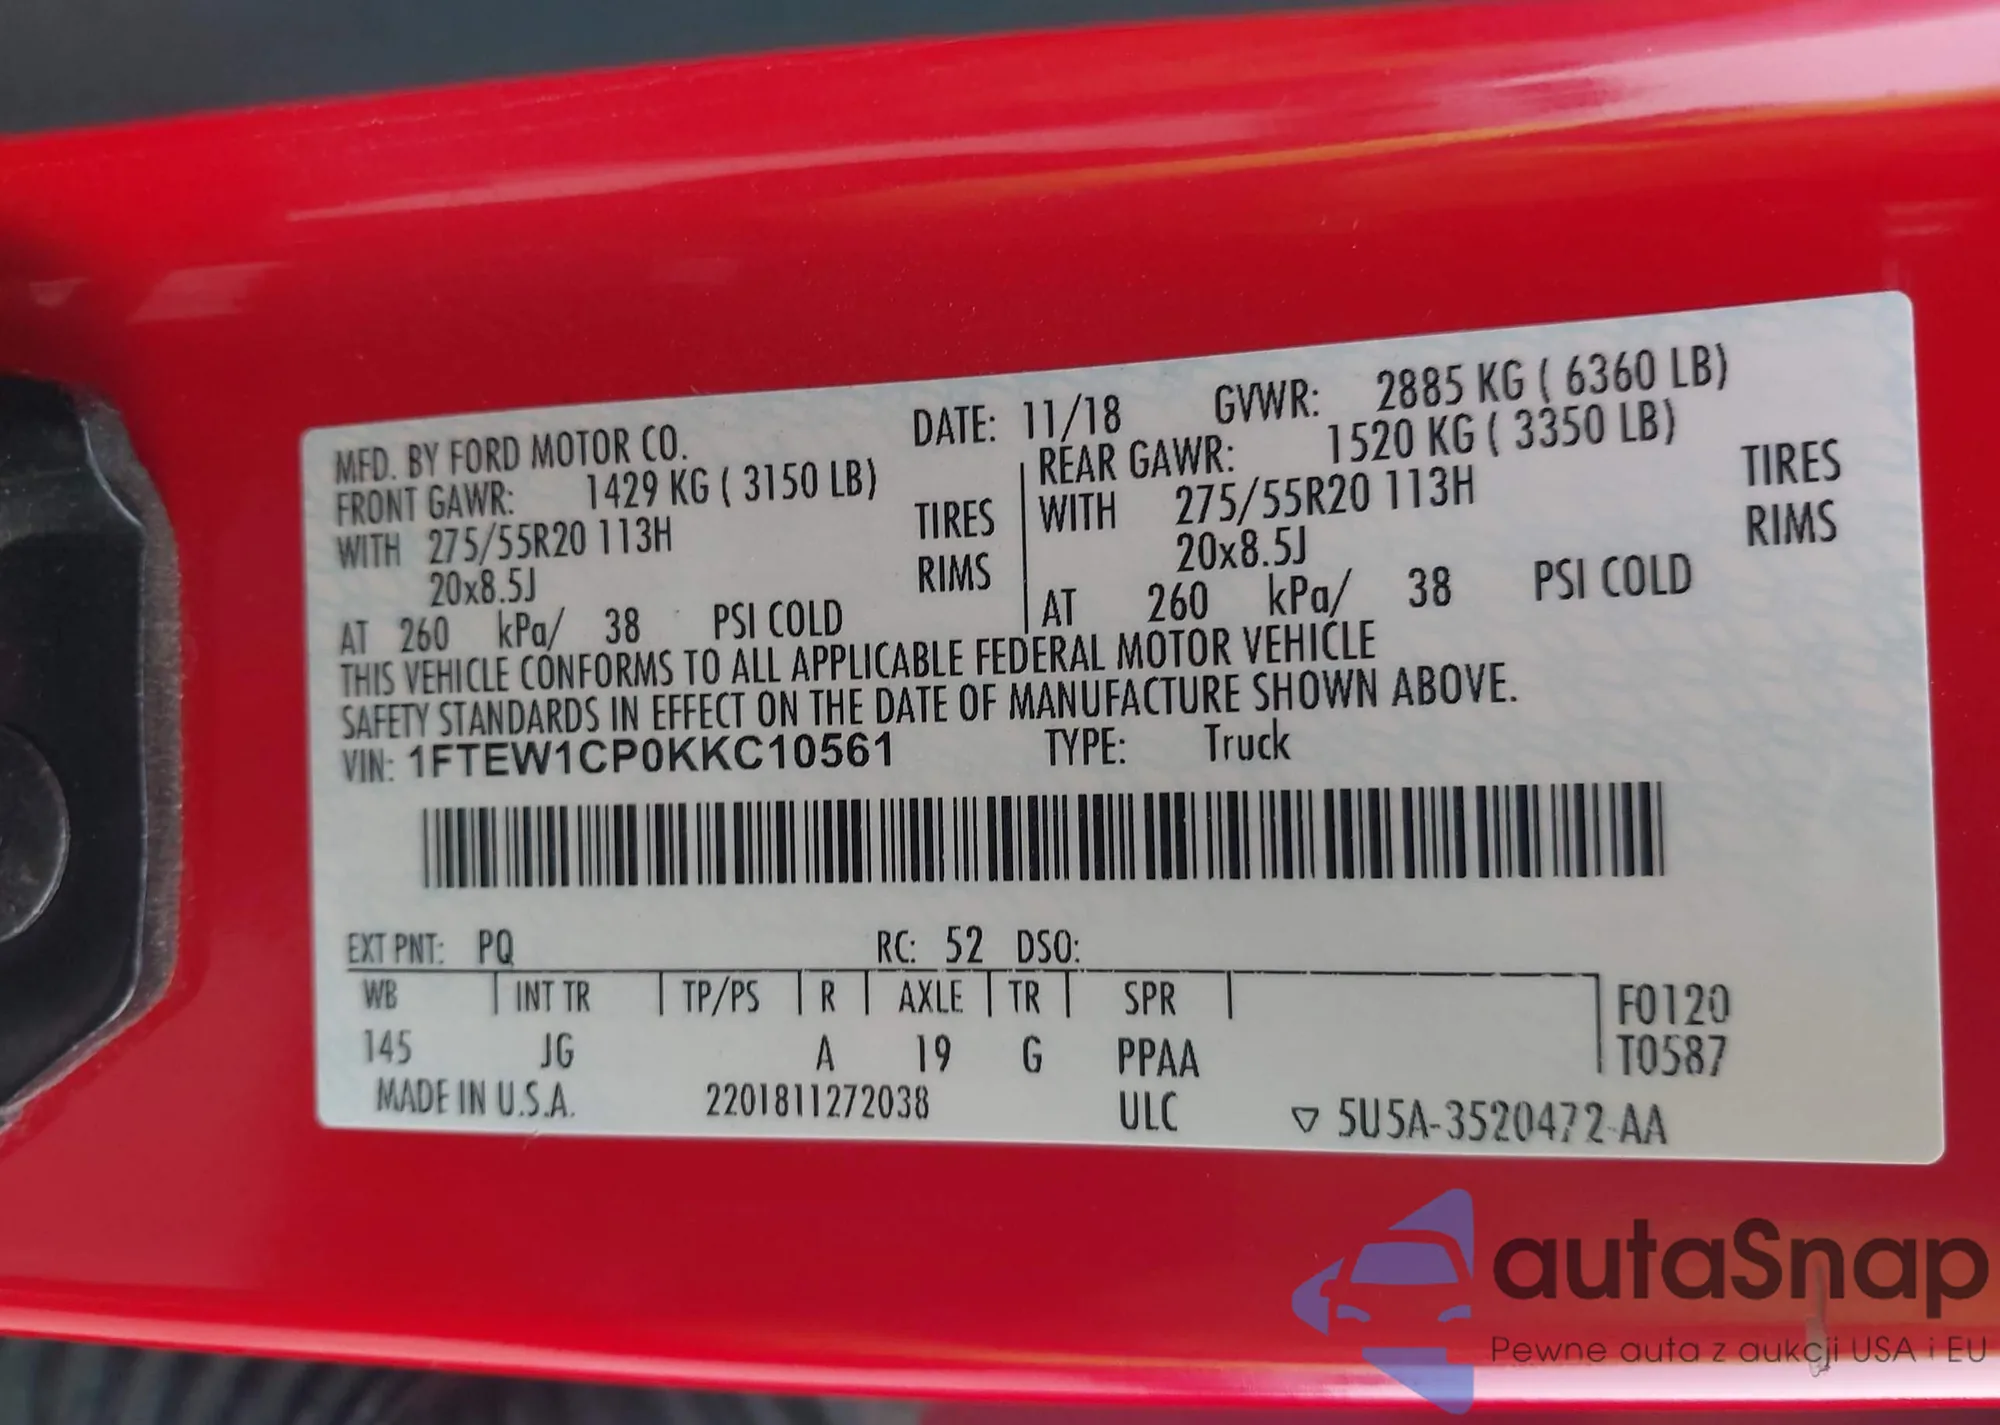 MFD. BY FORD MOTOR CO. DATE: 11/18 GVWR: 2885 KG ( 6360 LB)
FRONT GAWR: 1429 KG ( 3150 LB)
WITH 275/55R20 113H TIRES
20x8.5J RIMS
AT 260 kPa/ 38 PSI COLD
REAR GAWR: 1520 KG ( 3350 LB)
WITH 275/55R20 113H TIRES
20x8.5J RIMS
AT 260 kPa/ 38 PSI COLD
THIS VEHICLE CONFORMS TO ALL APPLICABLE FEDERAL MOTOR VEHICLE
SAFETY STANDARDS IN EFFECT ON THE DATE OF MANUFACTURE SHOWN ABOVE.
VIN: 1FTEW1CP0KKC10561 TYPE: Truck
EXT PNT: PQ RC: 52 DSO:
WB INT TR TP/PS R AXLE TR SPR F0120
145 JG A 19 G PPAA T0587
MADE IN U.S.A. 2201811272038 ULC ▽ 5U5A-3520472-AA
autaSnap
Pewne auta z aukcji USA i EU